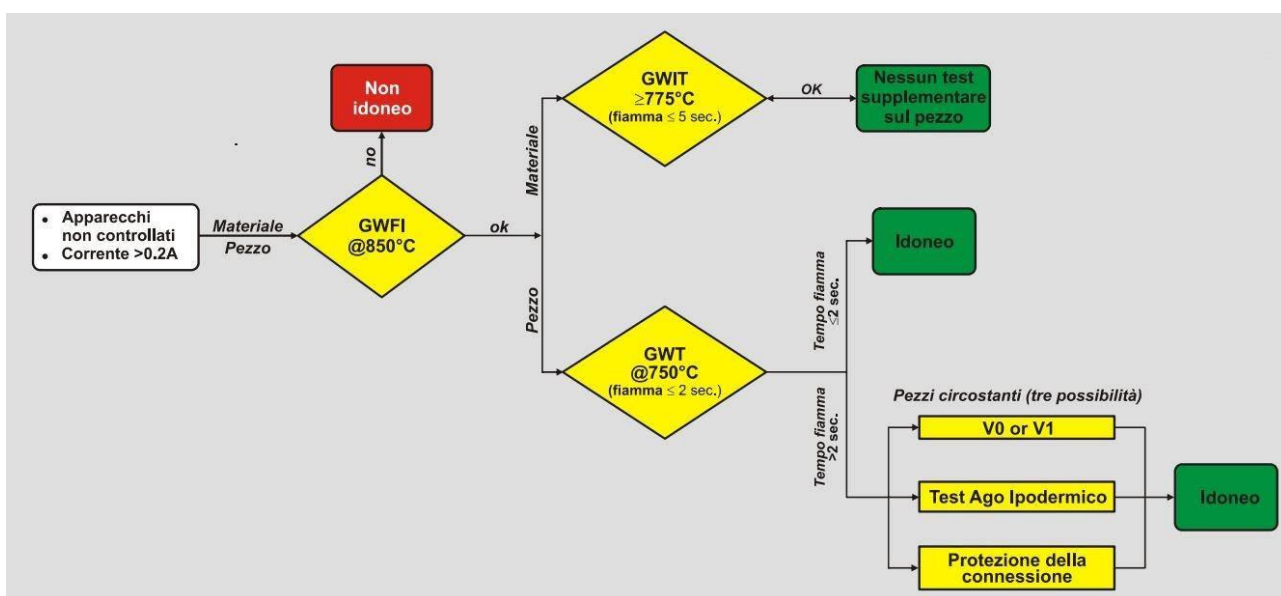 Non
idoneo
no
• Apparecchi
non controllati
• Corrente >0.2A
Materiale
Pezzo
GWFI
@850°C
ok
Materiale
Pezzo
GWIT
≥775°C
(fiamma ≤ 5 sec.)
OK
Nessun test
supplementare
sul pezzo
GWT
@750°C
(fiamma ≤ 2 sec.)
Tempo fiamma
≤2 sec.
Idoneo
Tempo fiamma
>2 sec.
Pezzi circostanti (tre possibilità)
V0 or V1
Test Ago Ipodermico
Protezione della
connessione
Idoneo